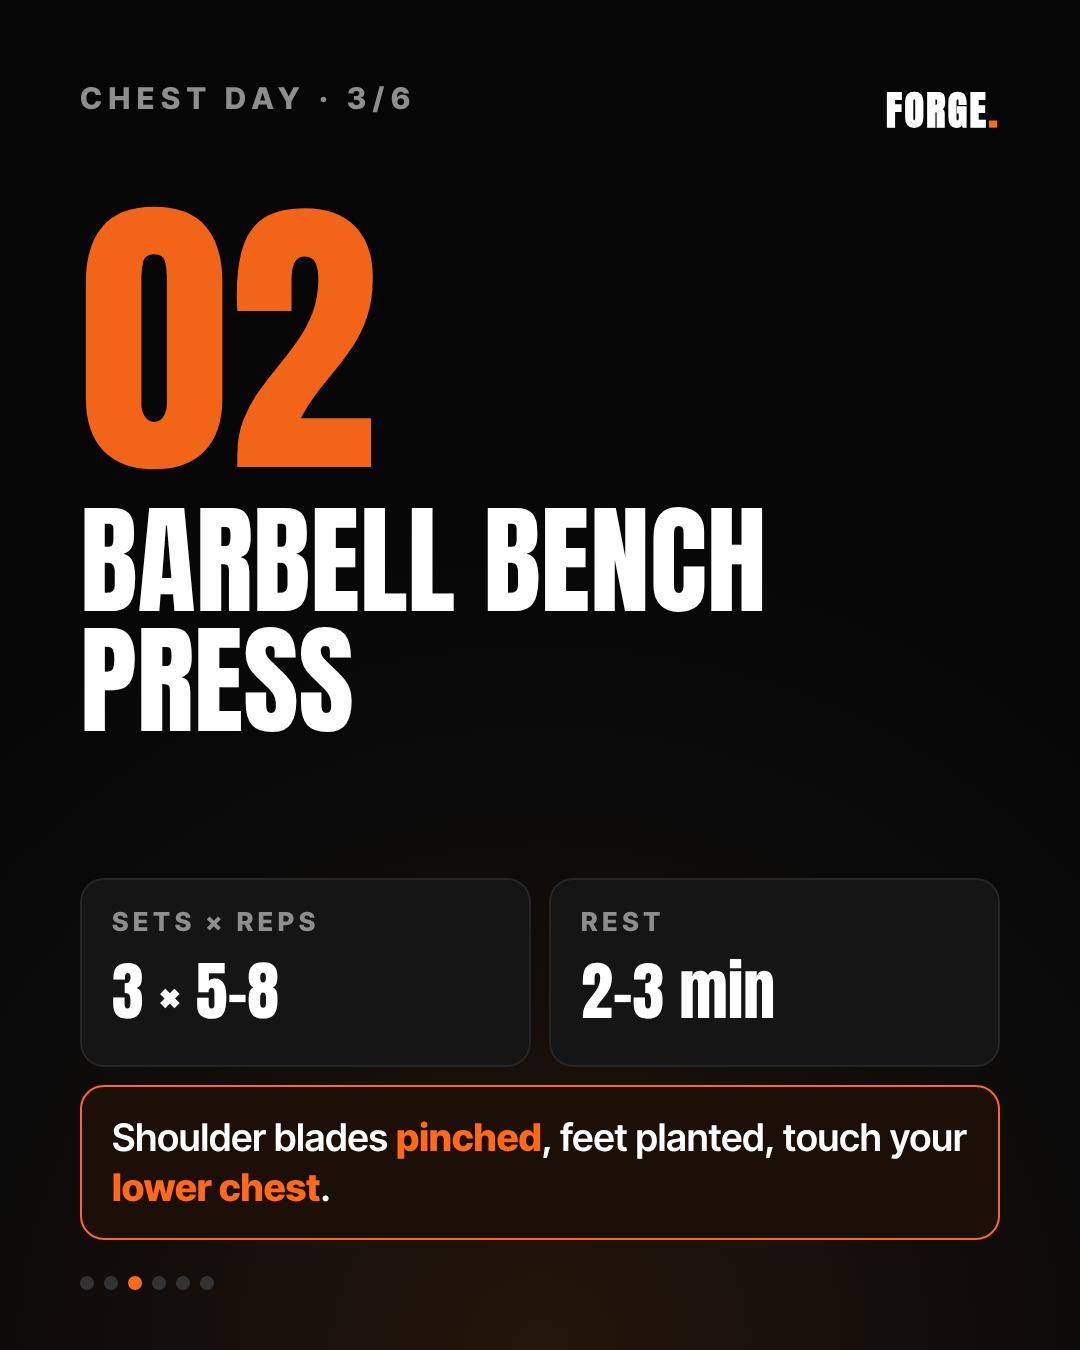 CHEST DAY · 3/6
FORGE.
02
BARBELL BENCH
PRESS
SETS × REPS
3 × 5-8
REST
2-3 min
Shoulder blades pinched, feet planted, touch your
lower chest.